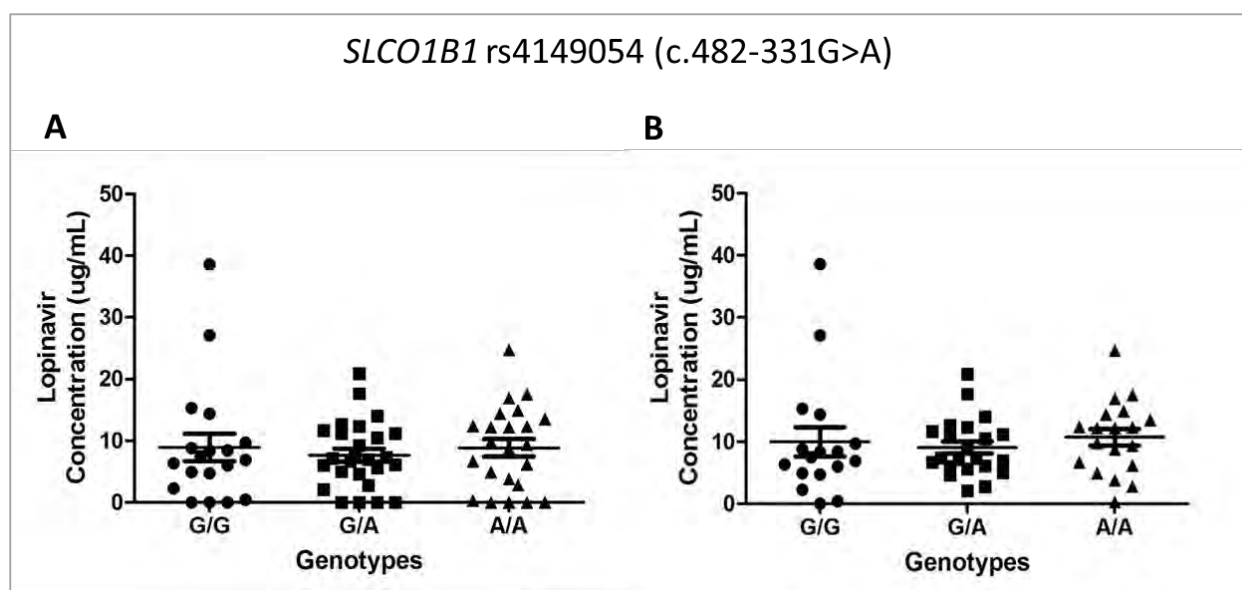 SLCO1B1 rs4149054 (c.482-331G>A)
A
B
Lopinavir
Concentration (ug/mL)
50
40
30
20
10
0
G/G
G/A
A/A
Genotypes
Lopinavir
Concentration (ug/mL)
50
40
30
20
10
0
G/G
G/A
A/A
Genotypes